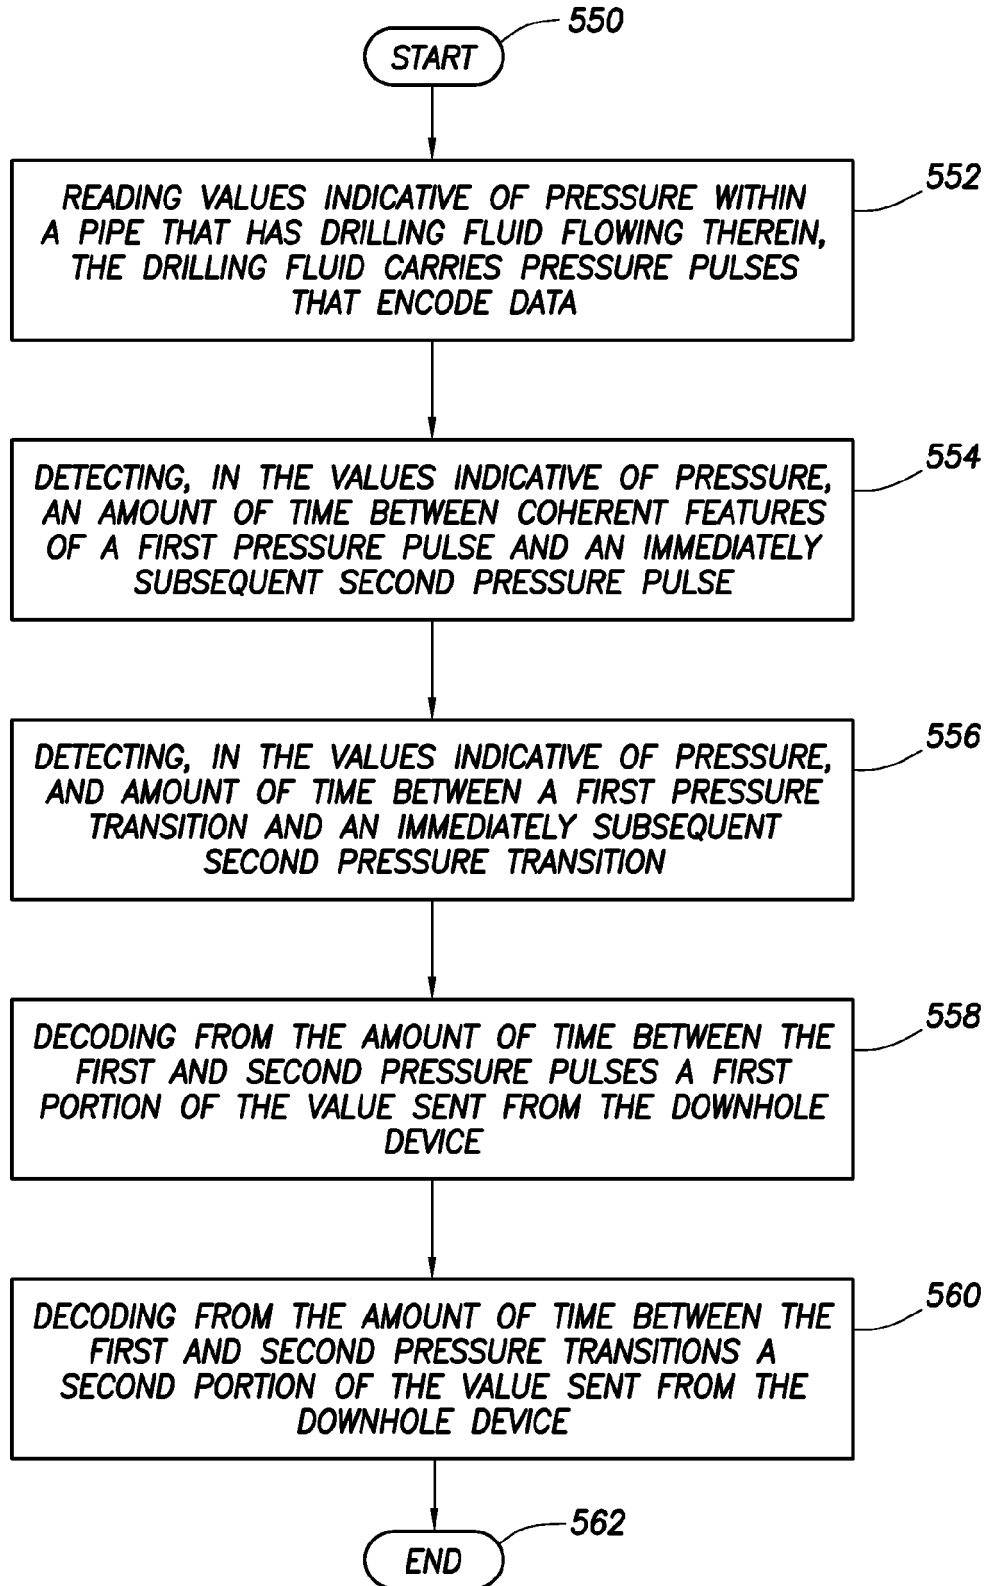 550
START
552
READING VALUES INDICATIVE OF PRESSURE WITHIN
A PIPE THAT HAS DRILLING FLUID FLOWING THEREIN,
THE DRILLING FLUID CARRIES PRESSURE PULSES
THAT ENCODE DATA
554
DETECTING, IN THE VALUES INDICATIVE OF PRESSURE,
AN AMOUNT OF TIME BETWEEN COHERENT FEATURES
OF A FIRST PRESSURE PULSE AND AN IMMEDIATELY
SUBSEQUENT SECOND PRESSURE PULSE
556
DETECTING, IN THE VALUES INDICATIVE OF PRESSURE,
AND AMOUNT OF TIME BETWEEN A FIRST PRESSURE
TRANSITION AND AN IMMEDIATELY SUBSEQUENT
SECOND PRESSURE TRANSITION
558
DECODING FROM THE AMOUNT OF TIME BETWEEN THE
FIRST AND SECOND PRESSURE PULSES A FIRST
PORTION OF THE VALUE SENT FROM THE DOWNHOLE
DEVICE
560
DECODING FROM THE AMOUNT OF TIME BETWEEN THE
FIRST AND SECOND PRESSURE TRANSITIONS A
SECOND PORTION OF THE VALUE SENT FROM THE
DOWNHOLE DEVICE
562
END